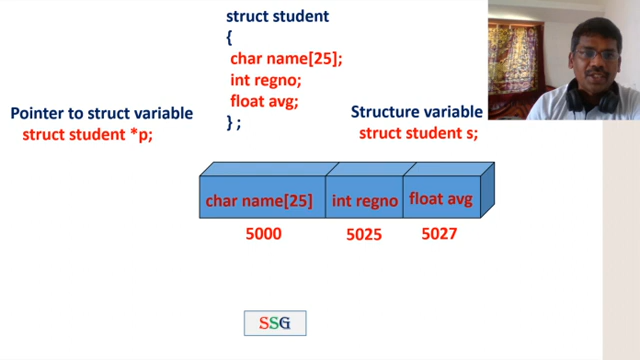 struct student
{
char name[25];
int regno;
float avg;
} ;
Pointer to struct variable
struct student *p;
Structure variable
struct student s;
char name[25]
int regno
float avg
5000
5025
5027
SSG